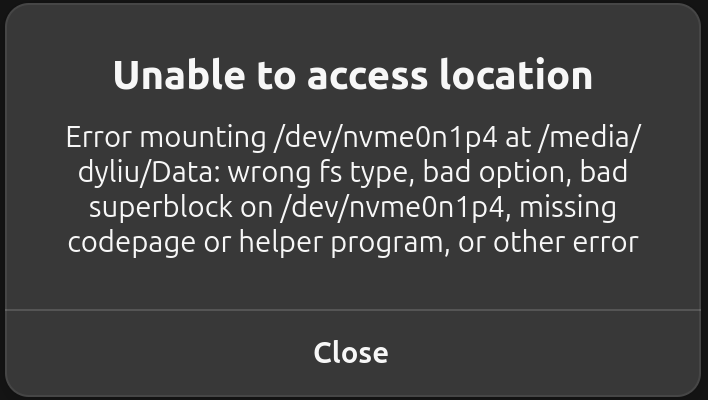 Unable to access location
Error mounting /dev/nvme0n1p4 at /media/
dyliu/Data: wrong fs type, bad option, bad
superblock on /dev/nvme0n1p4, missing
codepage or helper program, or other error
Close